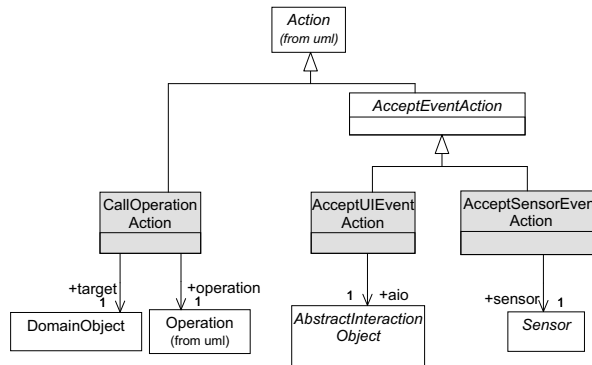 Action
(from uml)
AcceptEventAction
CallOperation
Action
AcceptUIEvent
Action
AcceptSensorEvent
Action
+target
1
+operation
1
1
+aio
+sensor
1
DomainObject
Operation
(from uml)
AbstractInteraction
Object
Sensor